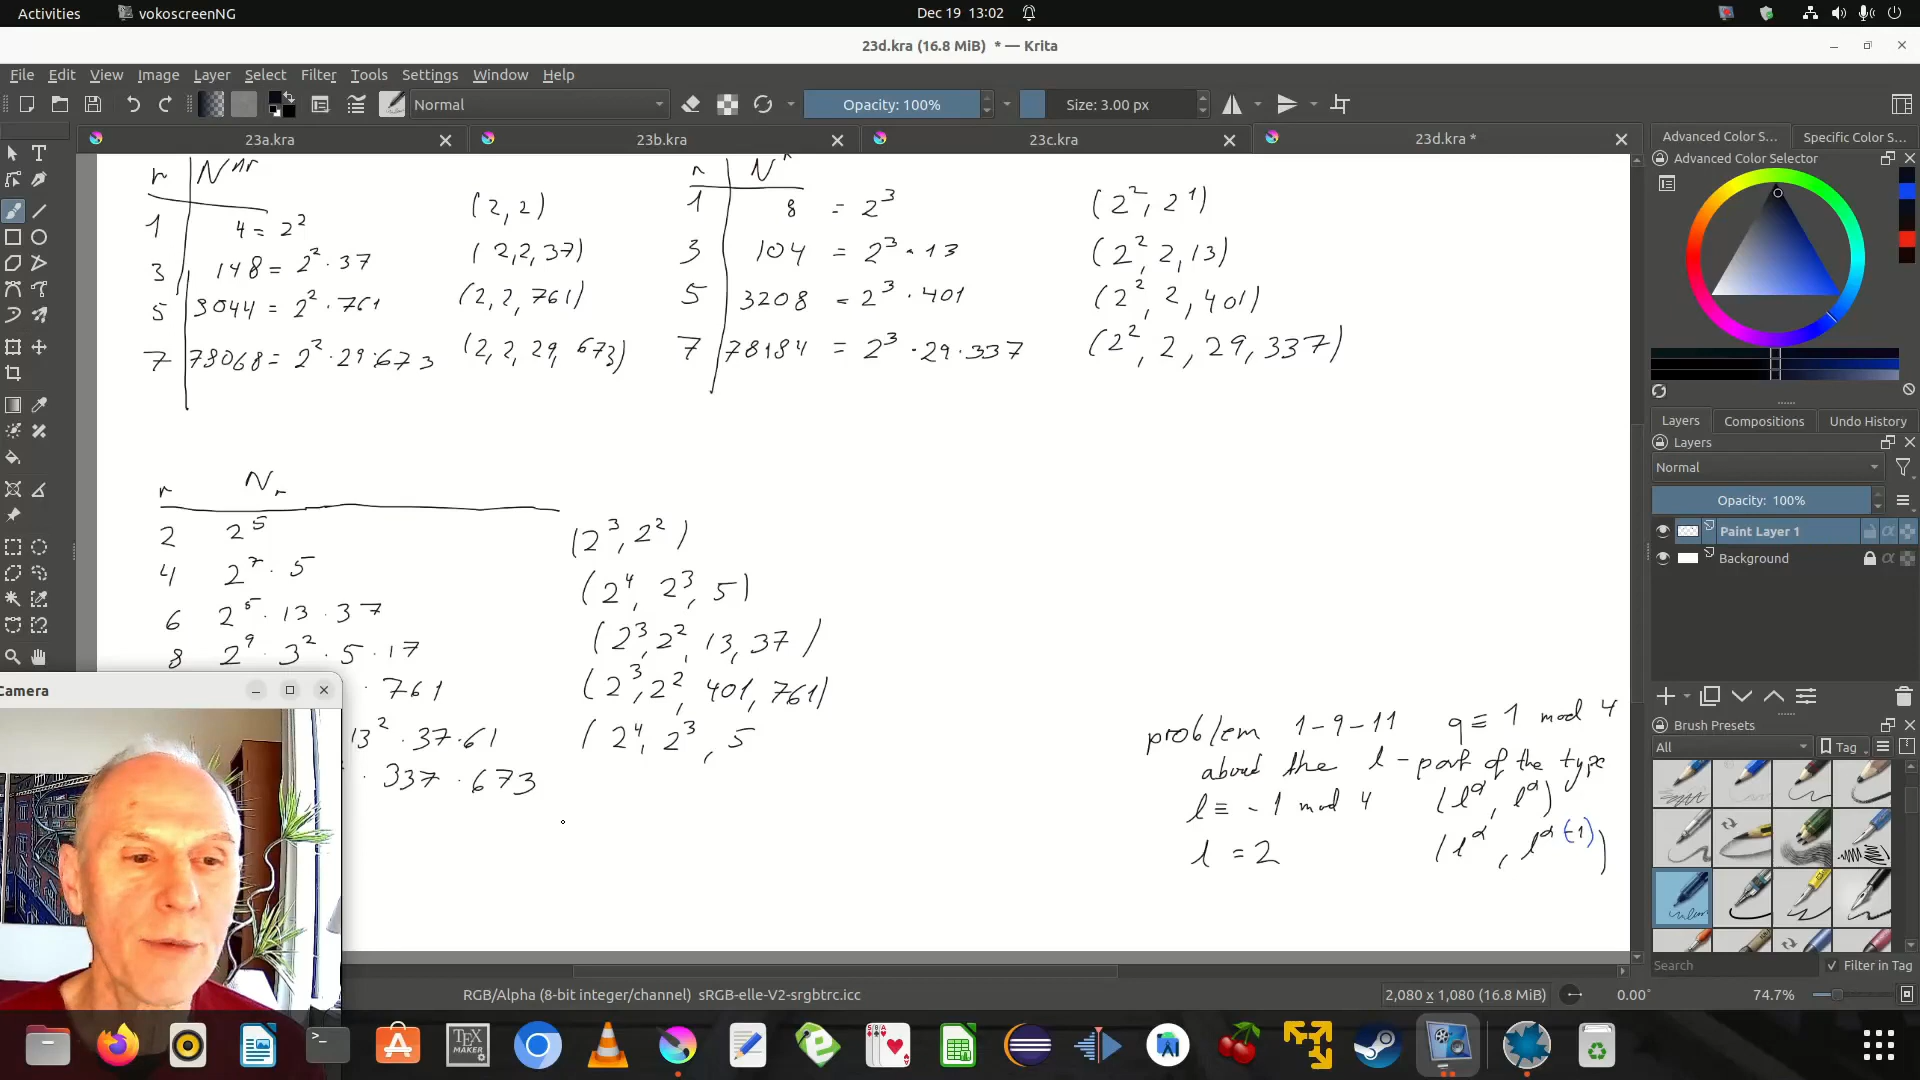 Activities vokoscreenNG Dec 19 13:02
23d.kra (16.8 MiB) * — Krita
File Edit View Image Layer Select Filter Tools Settings Window Help
Normal Opacity: 100% Size: 3.00 px
23a.kra 23b.kra 23c.kra 23d.kra *
Advanced Color S... Specific Color S...
Advanced Color Selector
r N^nr
1 4 = 2^2 (2, 2)
3 148 = 2^2 · 37 (2, 2, 37)
5 3044 = 2^2 · 761 (2, 2, 761)
7 78068 = 2^2 · 29 · 673 (2, 2, 29, 673)
r N^r
1 8 = 2^3 (2^2, 2^1)
3 104 = 2^3 · 13 (2^2, 2, 13)
5 3208 = 2^3 · 401 (2^2, 2, 401)
7 78184 = 2^3 · 29 · 337 (2^2, 2, 29, 337)
r N_r
2 2^5 (2^3, 2^2)
4 2^7 · 5 (2^4, 2^3, 5)
6 2^5 · 13 · 37 (2^3, 2^2, 13, 37)
8 2^9 · 3^2 · 5 · 17 (2^3, 2^2, 401, 761)
· 761 (2^4, 2^3, 5
13^2 · 37 · 61
· 337 · 673
problem 1-9-11 q ≡ 1 mod 4
about the l-part of the type
l ≡ -1 mod 4 (l^α, l^α)
l = 2 (l^α, l^α(-1))
Camera
Layers Compositions Undo History
Layers
Normal
Opacity: 100%
Paint Layer 1
Background
Brush Presets
All Tag
Search Filter in Tag
RGB/Alpha (8-bit integer/channel) sRGB-elle-V2-srgbtrc.icc 2,080 x 1,080 (16.8 MiB) 0.00° 74.7%
TEX MAKER